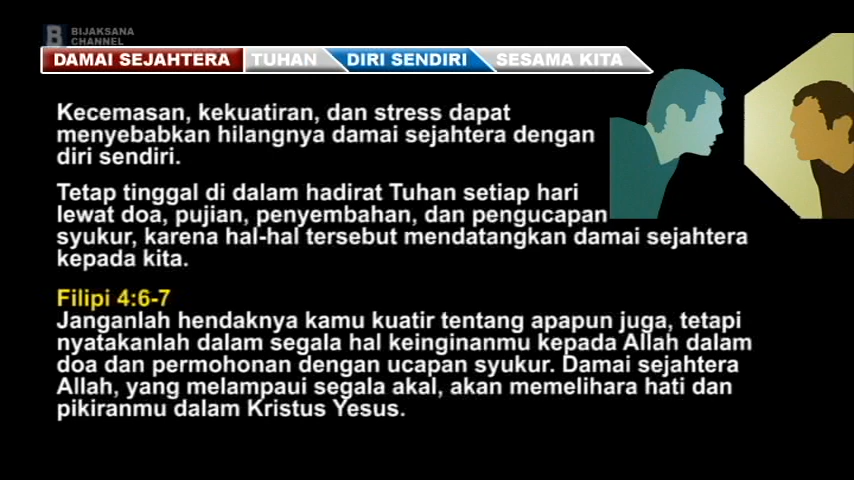 BIJAKSANA
CHANNEL
DAMAI SEJAHTERA TUHAN DIRI SENDIRI SESAMA KITA
Kecemasan, kekuatiran, dan stress dapat
menyebabkan hilangnya damai sejahtera dengan
diri sendiri.
Tetap tinggal di dalam hadirat Tuhan setiap hari
lewat doa, pujian, penyembahan, dan pengucapan
syukur, karena hal-hal tersebut mendatangkan damai sejahtera
kepada kita.
Filipi 4:6-7
Janganlah hendaknya kamu kuatir tentang apapun juga, tetapi
nyatakanlah dalam segala hal keinginanmu kepada Allah dalam
doa dan permohonan dengan ucapan syukur. Damai sejahtera
Allah, yang melampaui segala akal, akan memelihara hati dan
pikiranmu dalam Kristus Yesus.